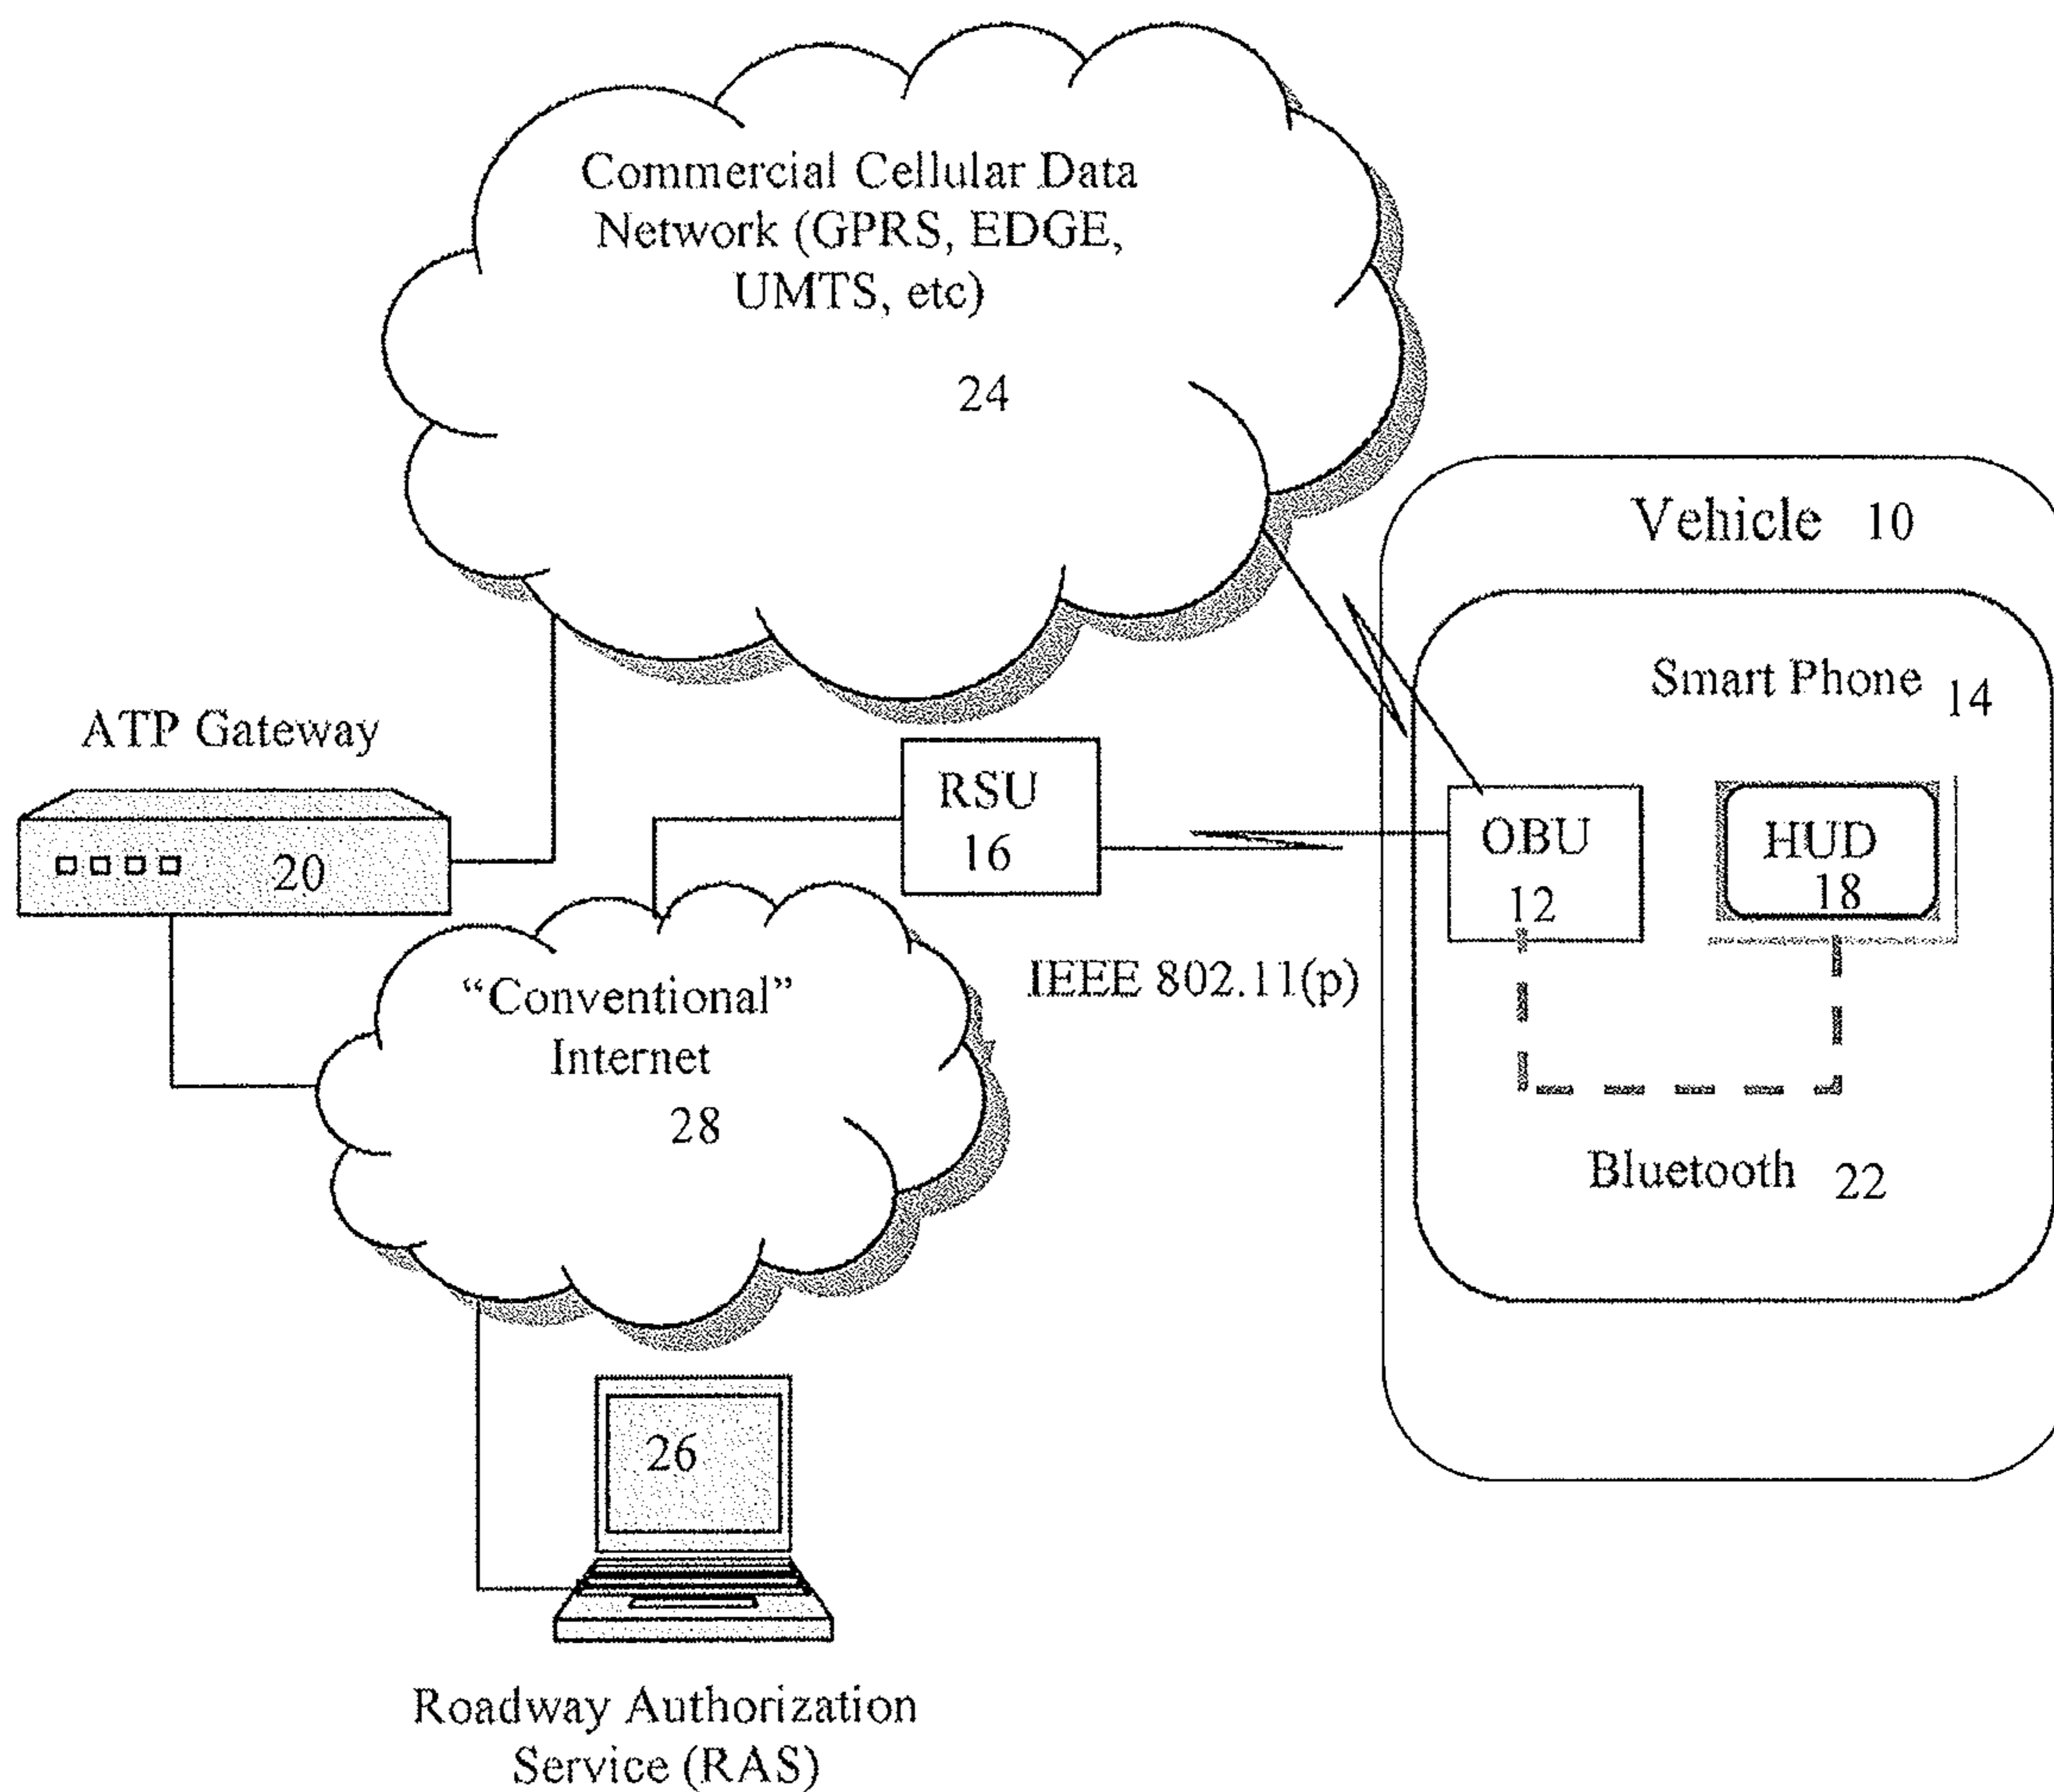 Commercial Cellular Data
Network (GPRS, EDGE,
UMTS, etc)
24
Vehicle 10
Smart Phone 14
ATP Gateway
20
RSU
16
OBU
12
HUD
18
IEEE 802.11(p)
“Conventional”
Internet
28
Bluetooth 22
26
Roadway Authorization
Service (RAS)